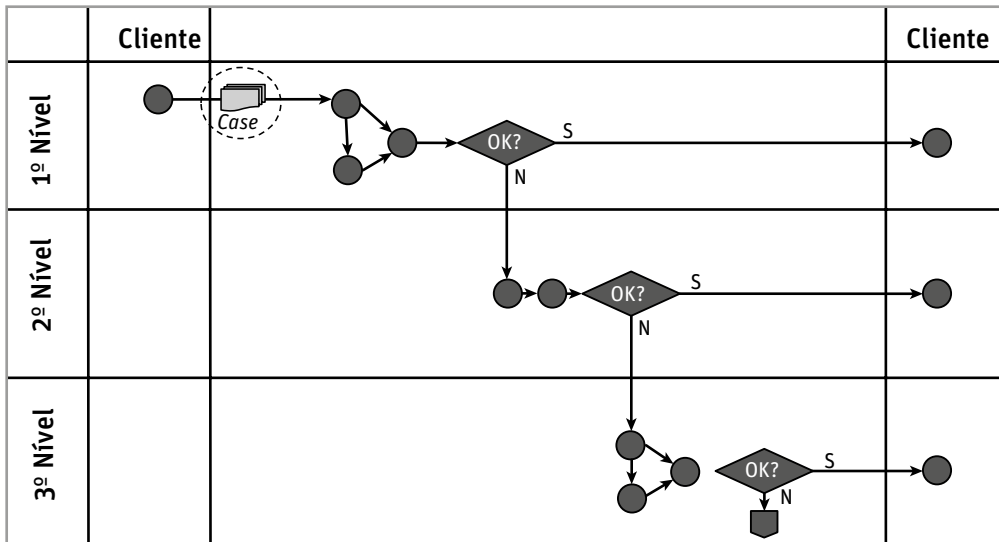 Cliente
Cliente
1º Nível
Case
OK?
S
N
2º Nível
OK?
S
N
3º Nível
OK?
S
N